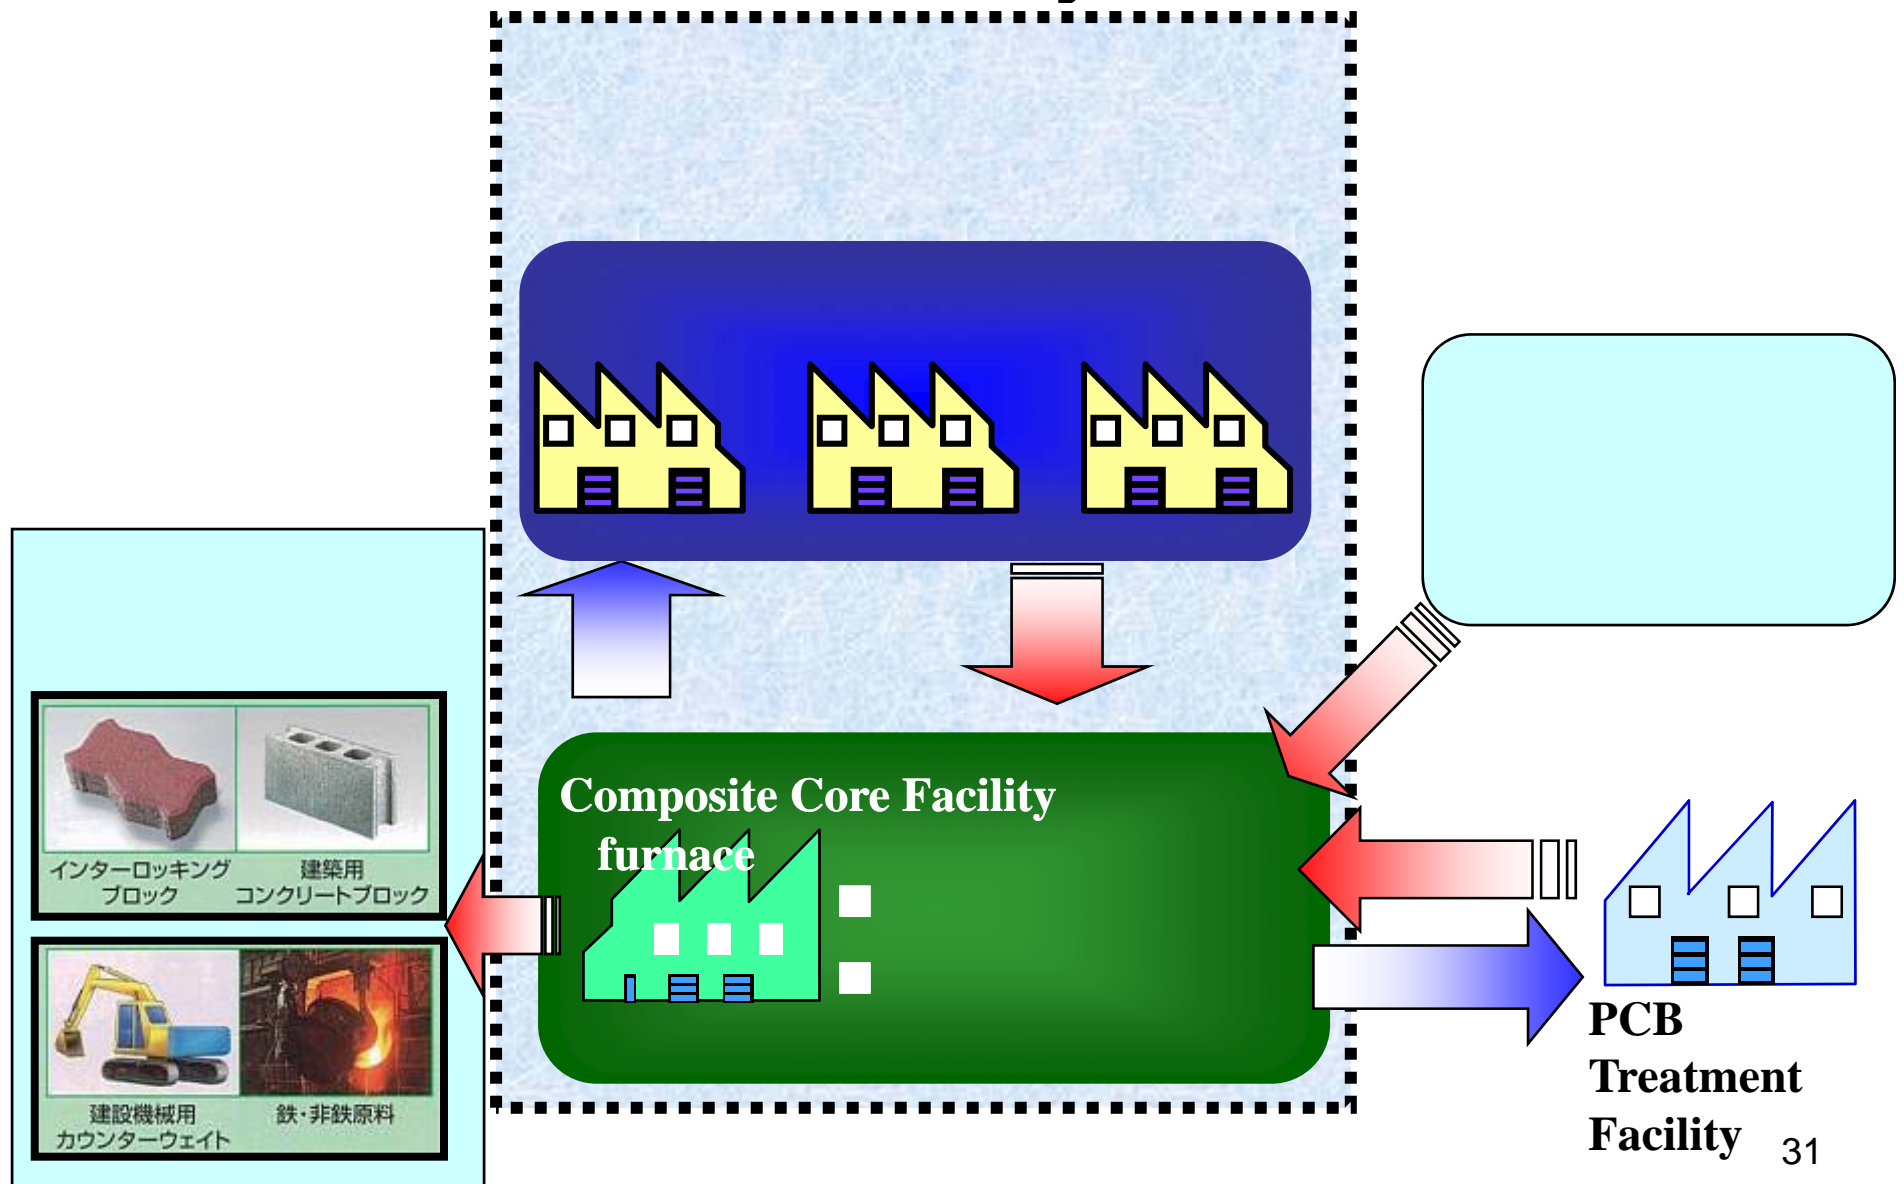 Composite Core Facility
furnace
インターロッキング
ブロック
建築用
コンクリートブロック
建設機械用
カウンターウェイト
鉄・非鉄原料
PCB
Treatment
Facility
31